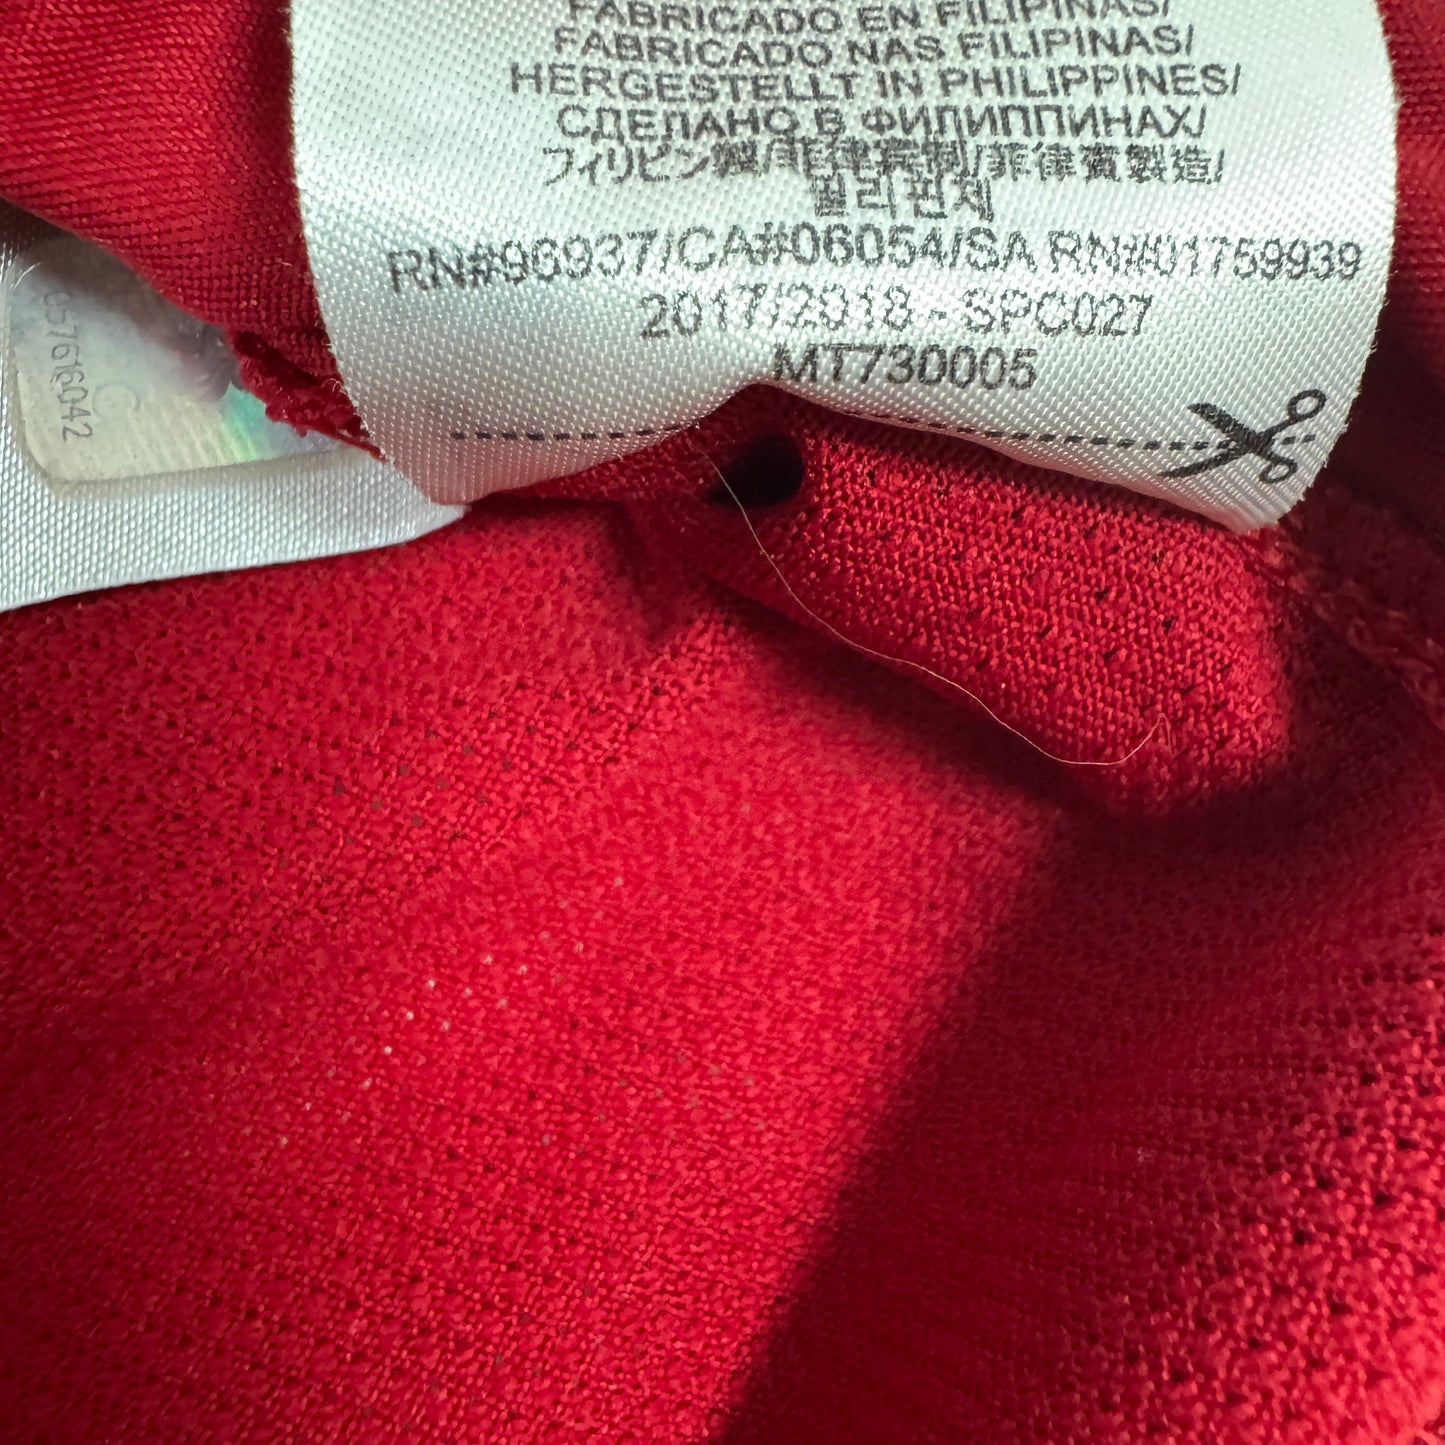 FABRICADO EN FILIPINAS/
FABRICADO NAS FILIPINAS/
HERGESTELLT IN PHILIPPINES/
СДЕЛАНО В ФИЛИППИНАХ/
フィリピン製/菲律宾制/菲律賓製造/
필리핀제
RN#96937/CA#06054/SA RN#01759939
2017/2018 - SPC027
MT730005
057616042